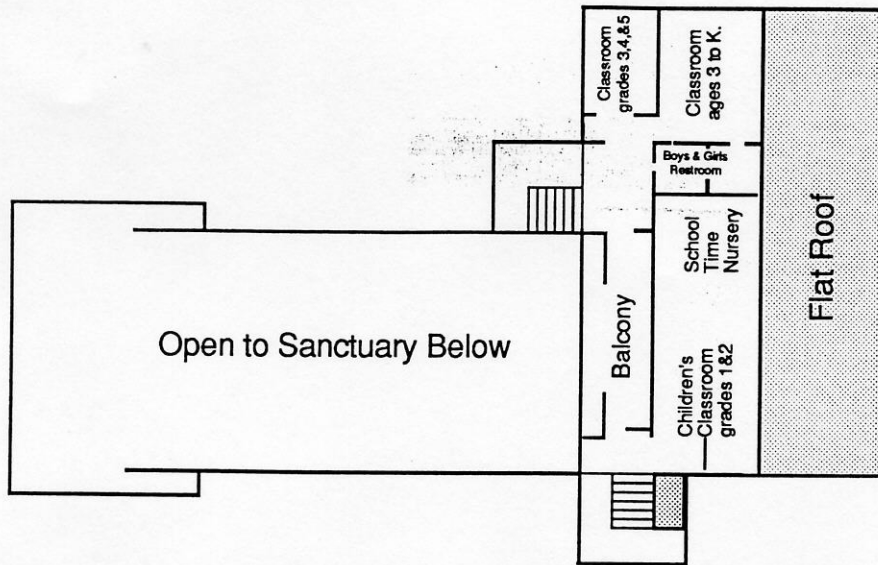 Classroom
grades 3,4,&5
Classroom
ages 3 to K.
Boys & Girls
Restroom
School
Time
Nursery
Flat Roof
Open to Sanctuary Below
Balcony
Children's
Classroom
grades 1&2